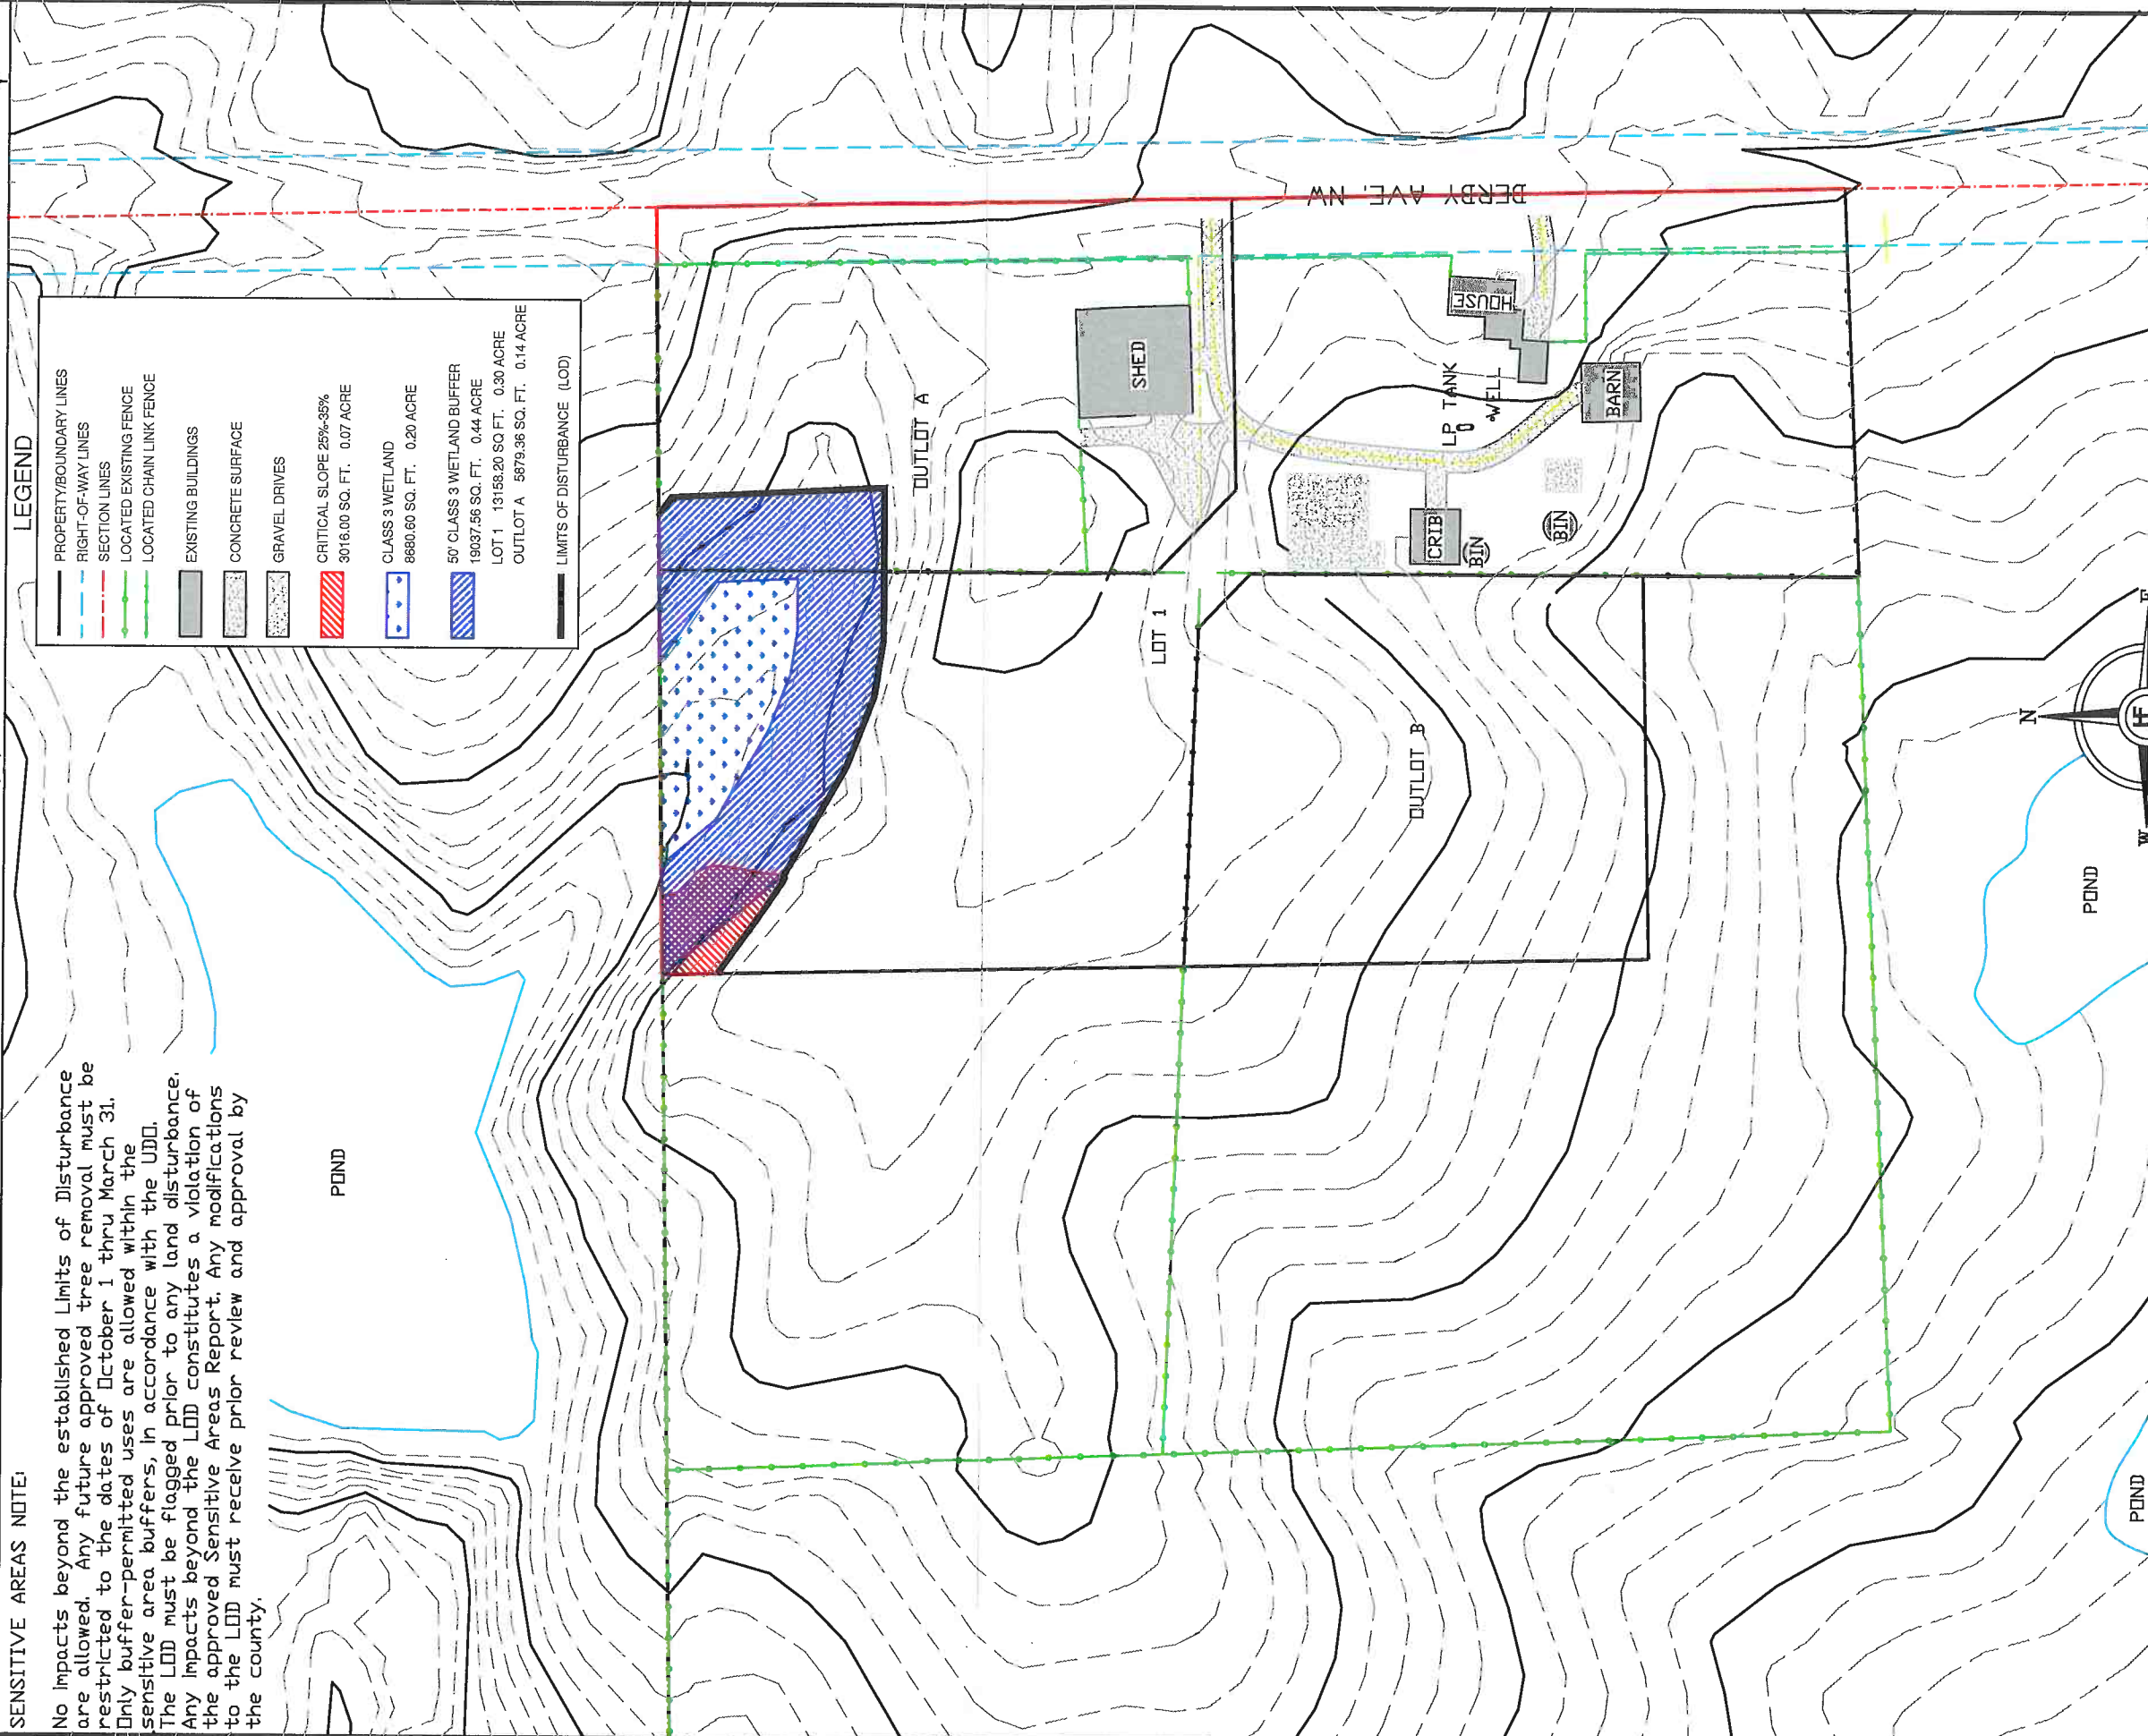 SENSITIVE AREAS NOTE:
No impacts beyond the established Limits of Disturbance
are allowed. Any future approved tree removal must be
restricted to the dates of October 1 thru March 31.
Only buffer-permitted uses are allowed within the
sensitive area buffers, in accordance with the UDO.
The LOD must be flagged prior to any land disturbance.
Any impacts beyond the LOD constitutes a violation of
the approved Sensitive Areas Report. Any modifications
to the LOD must receive prior review and approval by
the county.
LEGEND
PROPERTY/BOUNDARY LINES
RIGHT-OF-WAY LINES
SECTION LINES
LOCATED EXISTING FENCE
LOCATED CHAIN LINK FENCE
EXISTING BUILDINGS
CONCRETE SURFACE
GRAVEL DRIVES
CRITICAL SLOPE 25%-35%
3016.00 SQ. FT. 0.07 ACRE
CLASS 3 WETLAND
8680.60 SQ. FT. 0.20 ACRE
50' CLASS 3 WETLAND BUFFER
19037.56 SQ. FT. 0.44 ACRE
LOT 1 13158.20 SQ FT. 0.30 ACRE
OUTLOT A 5879.36 SQ. FT. 0.14 ACRE
LIMITS OF DISTURBANCE (LOD)
POND
OUTLOT A
SHED
LOT 1
DERBY AVE. NW
HOUSE
LP TANK
WELL
BARN
CRIB
BIN
BIN
OUTLOT B
N
W
E
POND
POND